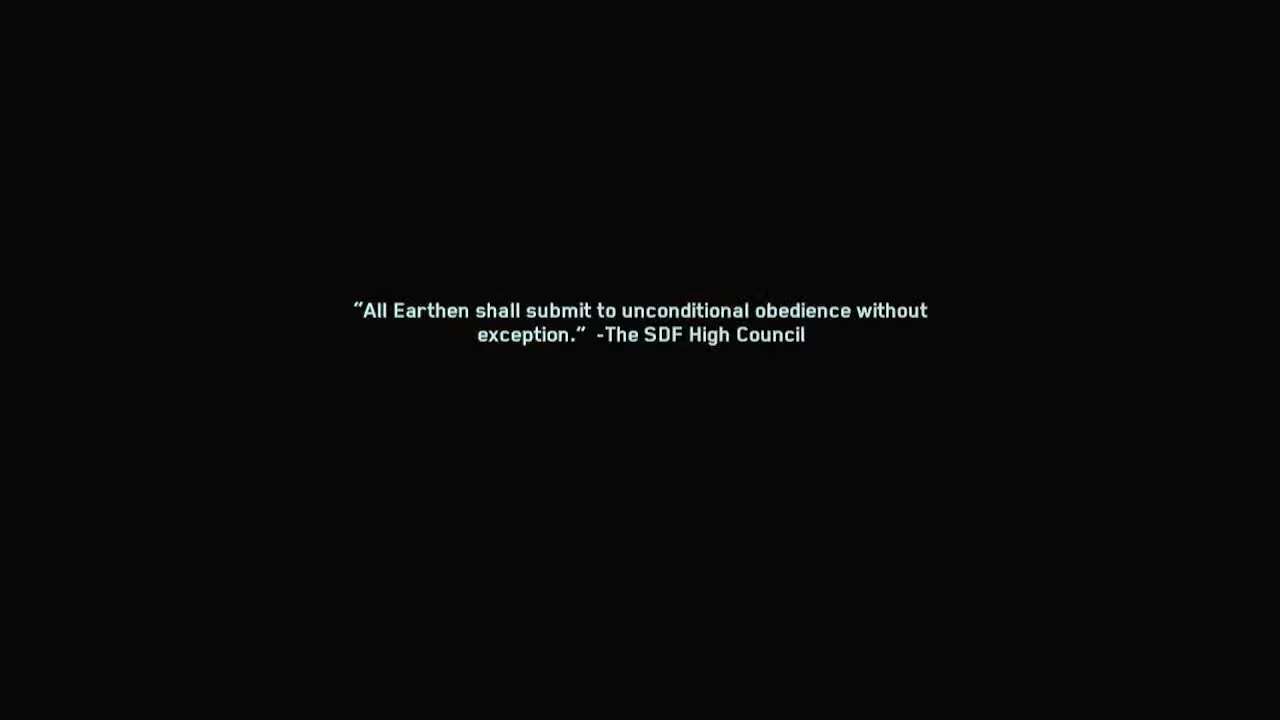 “All Earthen shall submit to unconditional obedience without
exception.”  -The SDF High Council